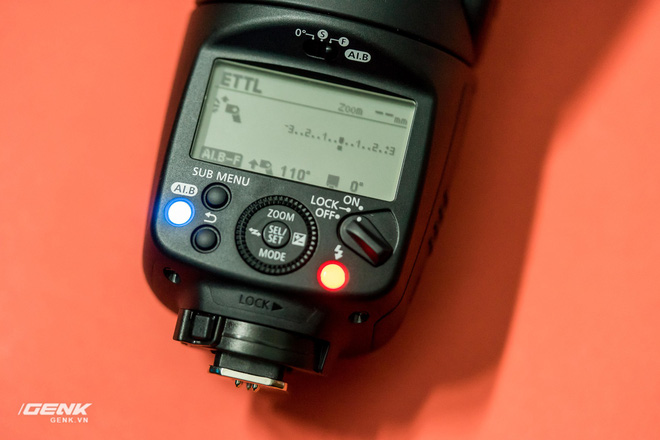 0° S F
AI.B
ETTL
Zoom --mm
-3..2..1..▪..1..2..:3
AI.B-F 110° 0°
SUB MENU
AI.B
ZOOM
SEL/
SET
MODE
LOCK
ON
OFF
LOCK ▶
GENK
GENK.VN